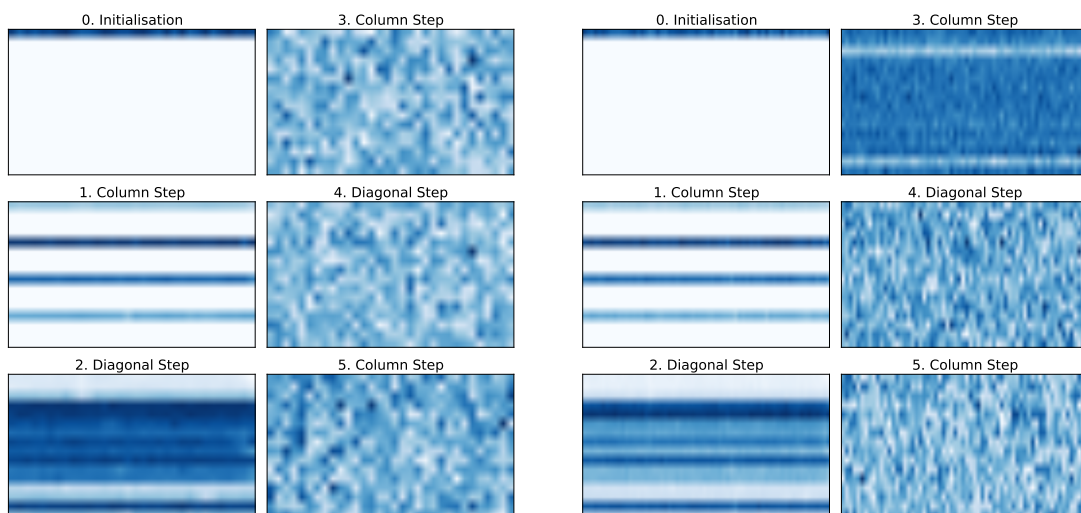 0. Initialisation
3. Column Step
0. Initialisation
3. Column Step
1. Column Step
4. Diagonal Step
1. Column Step
4. Diagonal Step
2. Diagonal Step
5. Column Step
2. Diagonal Step
5. Column Step